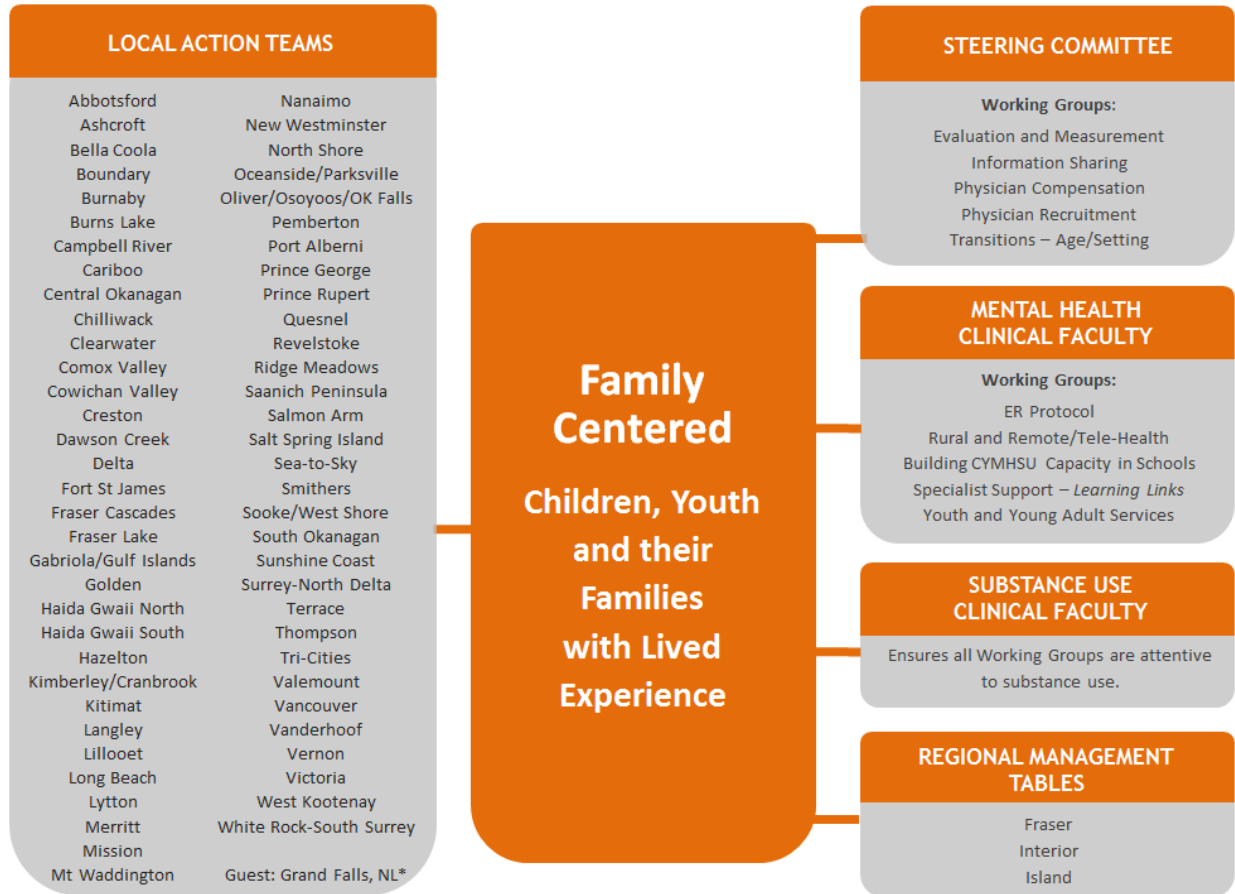 LOCAL ACTION TEAMS
Abbotsford
Ashcroft
Bella Coola
Boundary
Burnaby
Burns Lake
Campbell River
Cariboo
Central Okanagan
Chilliwack
Clearwater
Comox Valley
Cowichan Valley
Creston
Dawson Creek
Delta
Fort St James
Fraser Cascades
Fraser Lake
Gabriola/Gulf Islands
Golden
Haida Gwaii North
Haida Gwaii South
Hazelton
Kimberley/Cranbrook
Kitimat
Langley
Lillooet
Long Beach
Lytton
Merritt
Mission
Mt Waddington
Nanaimo
New Westminster
North Shore
Oceanside/Parksville
Oliver/Osoyoos/OK Falls
Pemberton
Port Alberni
Prince George
Prince Rupert
Quesnel
Revelstoke
Ridge Meadows
Saanich Peninsula
Salmon Arm
Salt Spring Island
Sea-to-Sky
Smithers
Sooke/West Shore
South Okanagan
Sunshine Coast
Surrey-North Delta
Terrace
Thompson
Tri-Cities
Valemount
Vancouver
Vanderhoof
Vernon
Victoria
West Kootenay
White Rock-South Surrey
Guest: Grand Falls, NL*
Family
Centered
Children, Youth
and their
Families
with Lived
Experience
STEERING COMMITTEE
Working Groups:
Evaluation and Measurement
Information Sharing
Physician Compensation
Physician Recruitment
Transitions – Age/Setting
MENTAL HEALTH
CLINICAL FACULTY
Working Groups:
ER Protocol
Rural and Remote/Tele-Health
Building CYMHSU Capacity in Schools
Specialist Support – Learning Links
Youth and Young Adult Services
SUBSTANCE USE
CLINICAL FACULTY
Ensures all Working Groups are attentive
to substance use.
REGIONAL MANAGEMENT
TABLES
Fraser
Interior
Island